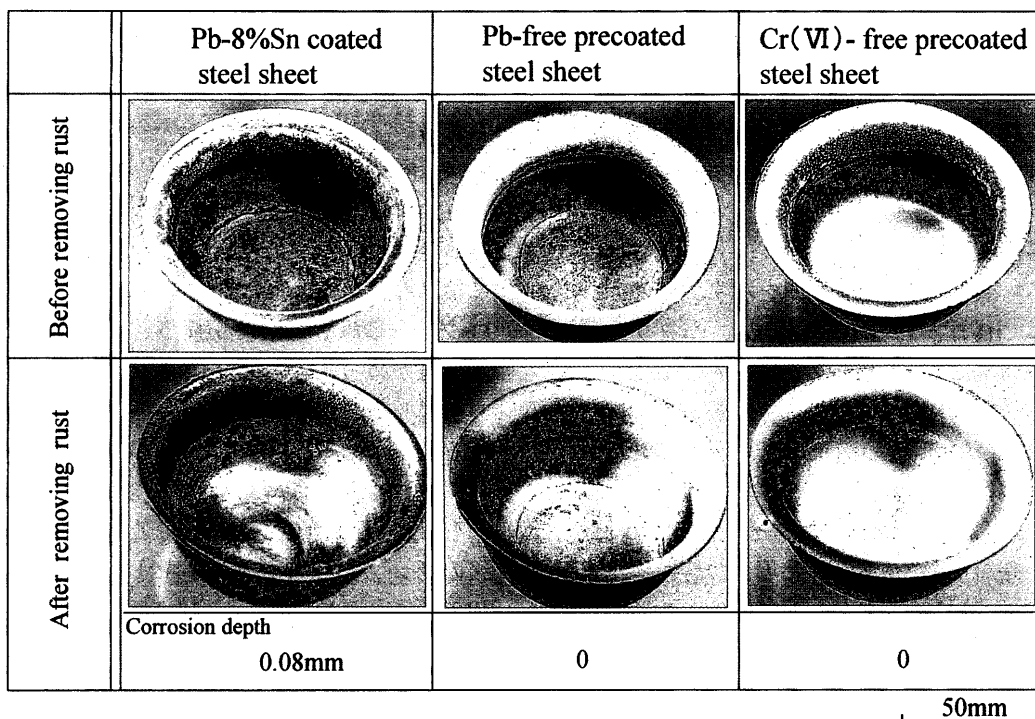 Pb-8%Sn coated
steel sheet
Pb-free precoated
steel sheet
Cr(Ⅵ)- free precoated
steel sheet
Before removing rust
After removing rust
Corrosion depth
0.08mm
0
0
50mm